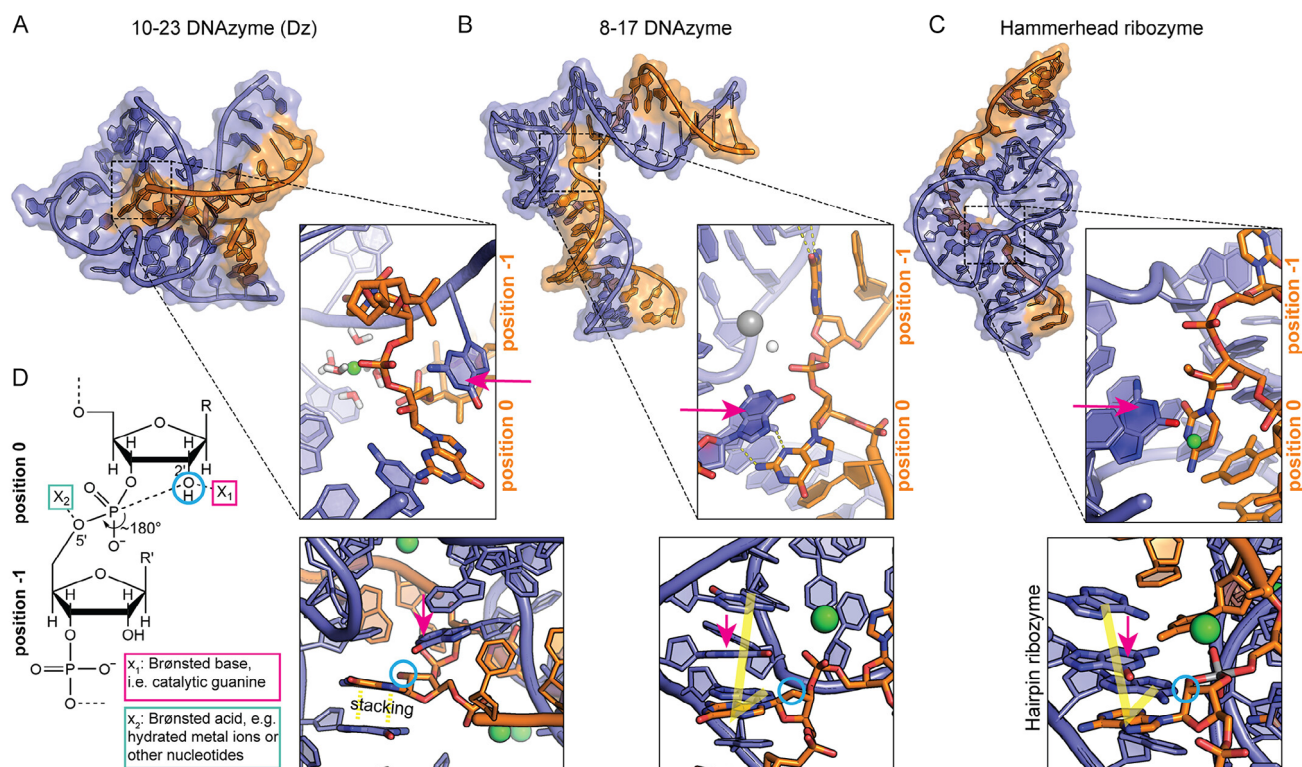 A
10-23 DNAzyme (Dz)
B
8-17 DNAzyme
C
Hammerhead ribozyme
position 0
position -1
position 0
position -1
position 0
position -1
D
position 0
position -1
O
R
O
H
H
H
H
2'
O
O
H
X₁
X₂
O
P
180°
O
5'
O⁻
R'
O
H
H
H
H
O
OH
O=P
O⁻
O
x₁: Brønsted base,
i.e. catalytic guanine
x₂: Brønsted acid, e.g.
hydrated metal ions or
other nucleotides
stacking
Hairpin ribozyme